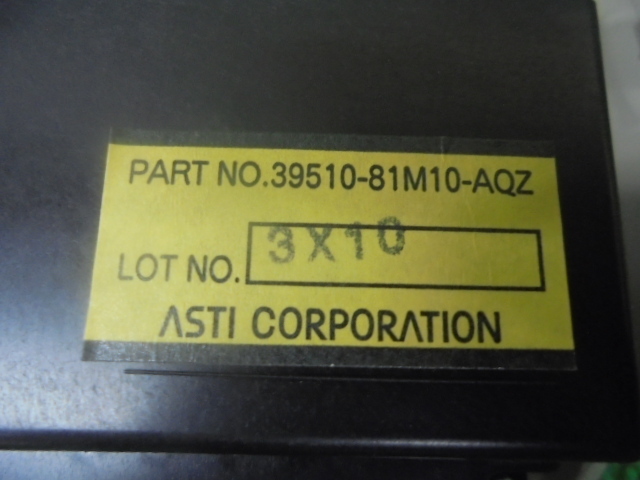 PART NO.39510-81M10-AQZ
LOT NO. 3X10
ASTI CORPORATION